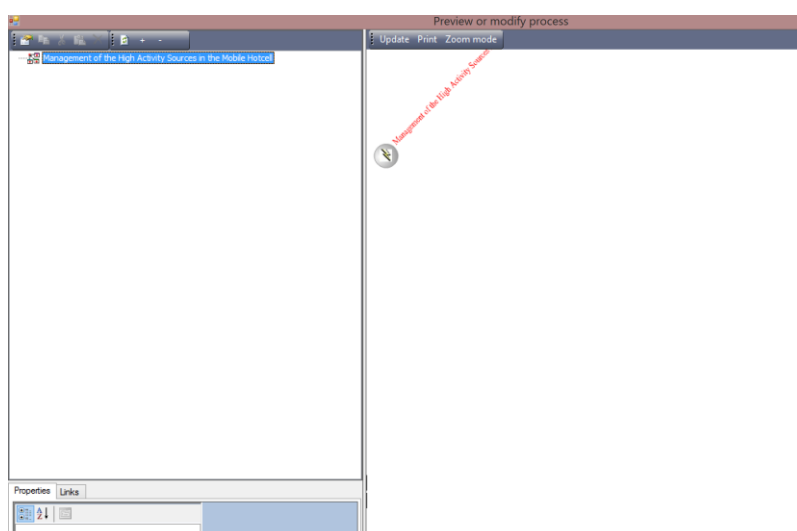 Preview or modify process
Update Print Zoom mode
Management of the High Activity Sources in the Mobile Hotcell
Management of the High Activity Sources
Properties Links